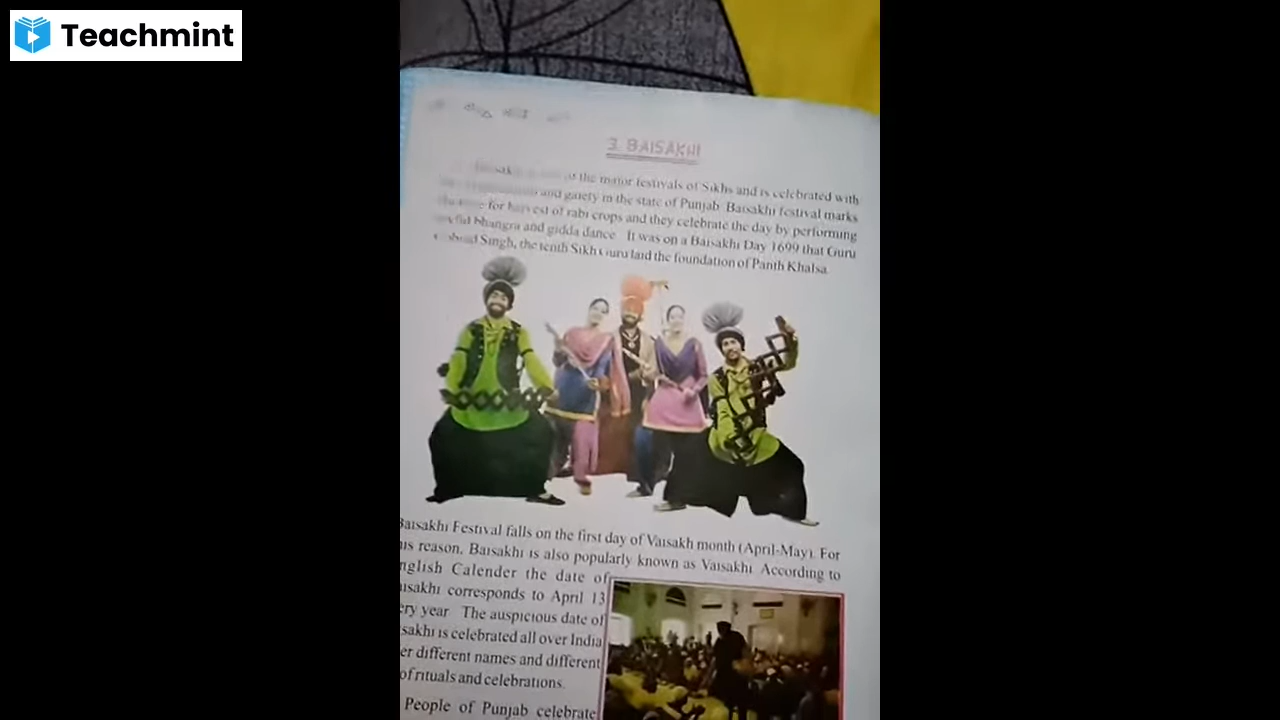 Teachmint
3. BAISAKHI
of the major festivals of Sikhs and is celebrated with
and gaiety in the state of Punjab. Baisakhi festival marks
for harvest of rabi crops and they celebrate the day by performing
bhangra and gidda dance. It was on a Baisakhi Day 1699 that Guru
Singh, the tenth Sikh Guru laid the foundation of Panth Khalsa.
Baisakhi Festival falls on the first day of Vaisakh month (April-May). For
reason, Baisakhi is also popularly known as Vaisakhi. According to
Calender the date of
corresponds to April 13
year. The auspicious date of
is celebrated all over India
different names and different
of rituals and celebrations.
People of Punjab celebrate